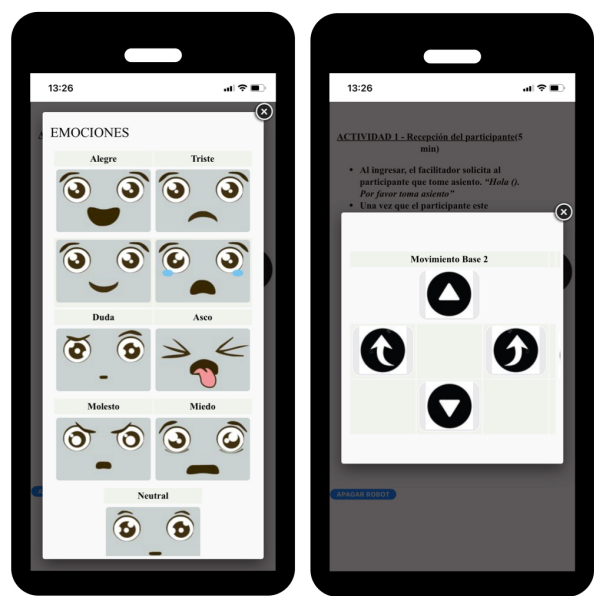 13:26
EMOCIONES
Alegre Triste
Duda Asco
Molesto Miedo
Neutral
13:26
ACTIVIDAD 1 - Recepción del participante(5
min)
• Al ingresar, el facilitador solicita al
participante que tome asiento. "Hola ().
Por favor toma asiento"
• Una vez que el participante este
Movimiento Base 2
APAGAR ROBOT